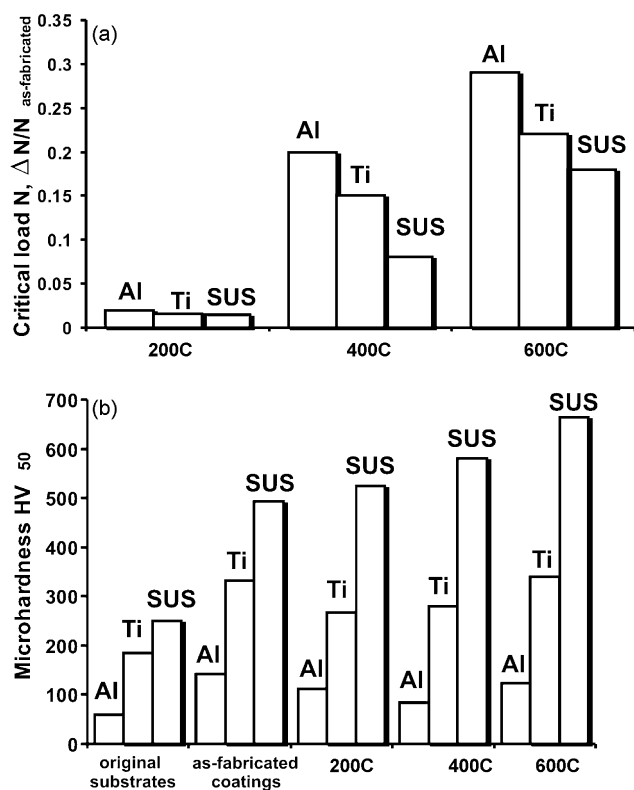 (a)
Critical load N, Δ N/N as-fabricated
0.35
0.3
0.25
0.2
0.15
0.1
0.05
0
Al
Ti
SUS
Al
Ti
SUS
Al
Ti
SUS
200C
400C
600C
(b)
Microhardness HV 50
700
600
500
400
300
200
100
0
Al
Ti
SUS
Al
Ti
SUS
Al
Ti
SUS
Al
Ti
SUS
Al
Ti
SUS
original
substrates
as-fabricated
coatings
200C
400C
600C